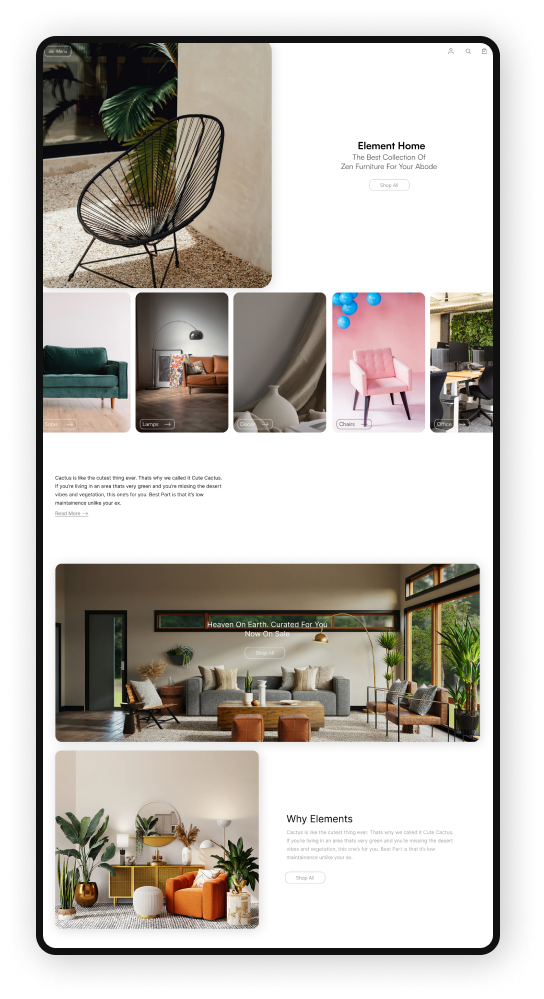 Menu
Element Home
The Best Collection Of
Zen Furniture For Your Abode
Shop All
Sofas
Lamps
Decor
Chairs
Office
Cactus is like the cutest thing ever. Thats why we called it Cute Cactus.
If you're living in an area thats very green and you're missing the desert
vibes and vegetation, this one's for you. Best Part is that it's low
maintainence unlike your ex.
Read More
Heaven On Earth. Curated For You
Now On Sale
Shop All
Why Elements
Cactus is like the cutest thing ever. Thats why we called it Cute Cactus.
If you're living in an area thats very green and you're missing the desert
vibes and vegetation, this one's for you. Best Part is that it's low
maintainence unlike your ex.
Shop All